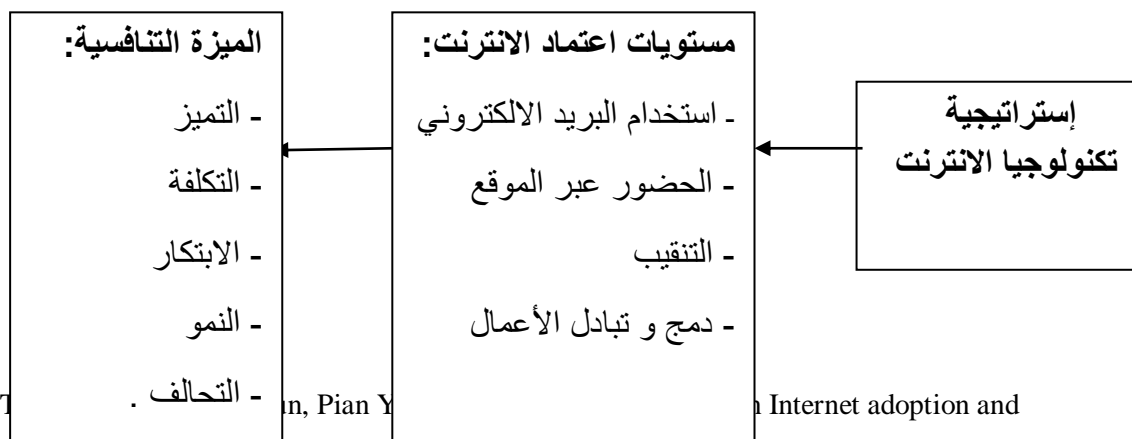 إستراتيجية
تكنولوجيا الانترنت
مستويات اعتماد الانترنت:
- استخدام البريد الالكتروني
- الحضور عبر الموقع
- التنقيب
- دمج و تبادل الأعمال
الميزة التنافسية:
- التميز
- التكلفة
- الابتكار
- النمو
- التحالف .
Pian Internet adoption and